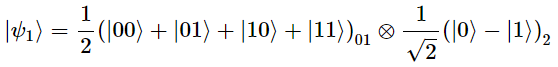 |ψ₁⟩ = 1/2 (|00⟩ + |01⟩ + |10⟩ + |11⟩)₀₁ ⊗ 1/√2 (|0⟩ − |1⟩)₂